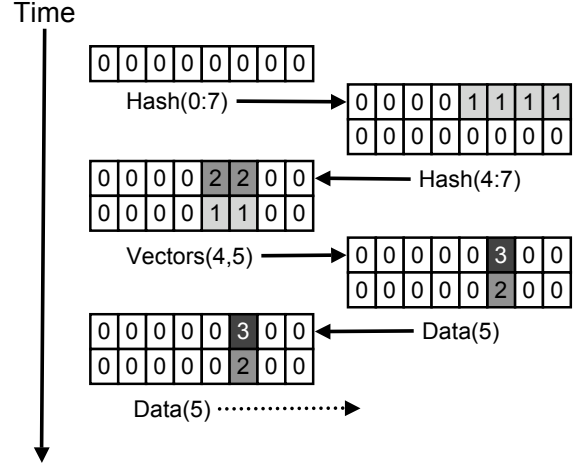 Time
0 0 0 0 0 0 0 0
Hash(0:7)
0 0 0 0 1 1 1 1
0 0 0 0 0 0 0 0
Hash(4:7)
0 0 0 0 2 2 0 0
0 0 0 0 1 1 0 0
Vectors(4,5)
0 0 0 0 0 3 0 0
0 0 0 0 0 2 0 0
Data(5)
0 0 0 0 0 3 0 0
0 0 0 0 0 2 0 0
Data(5)